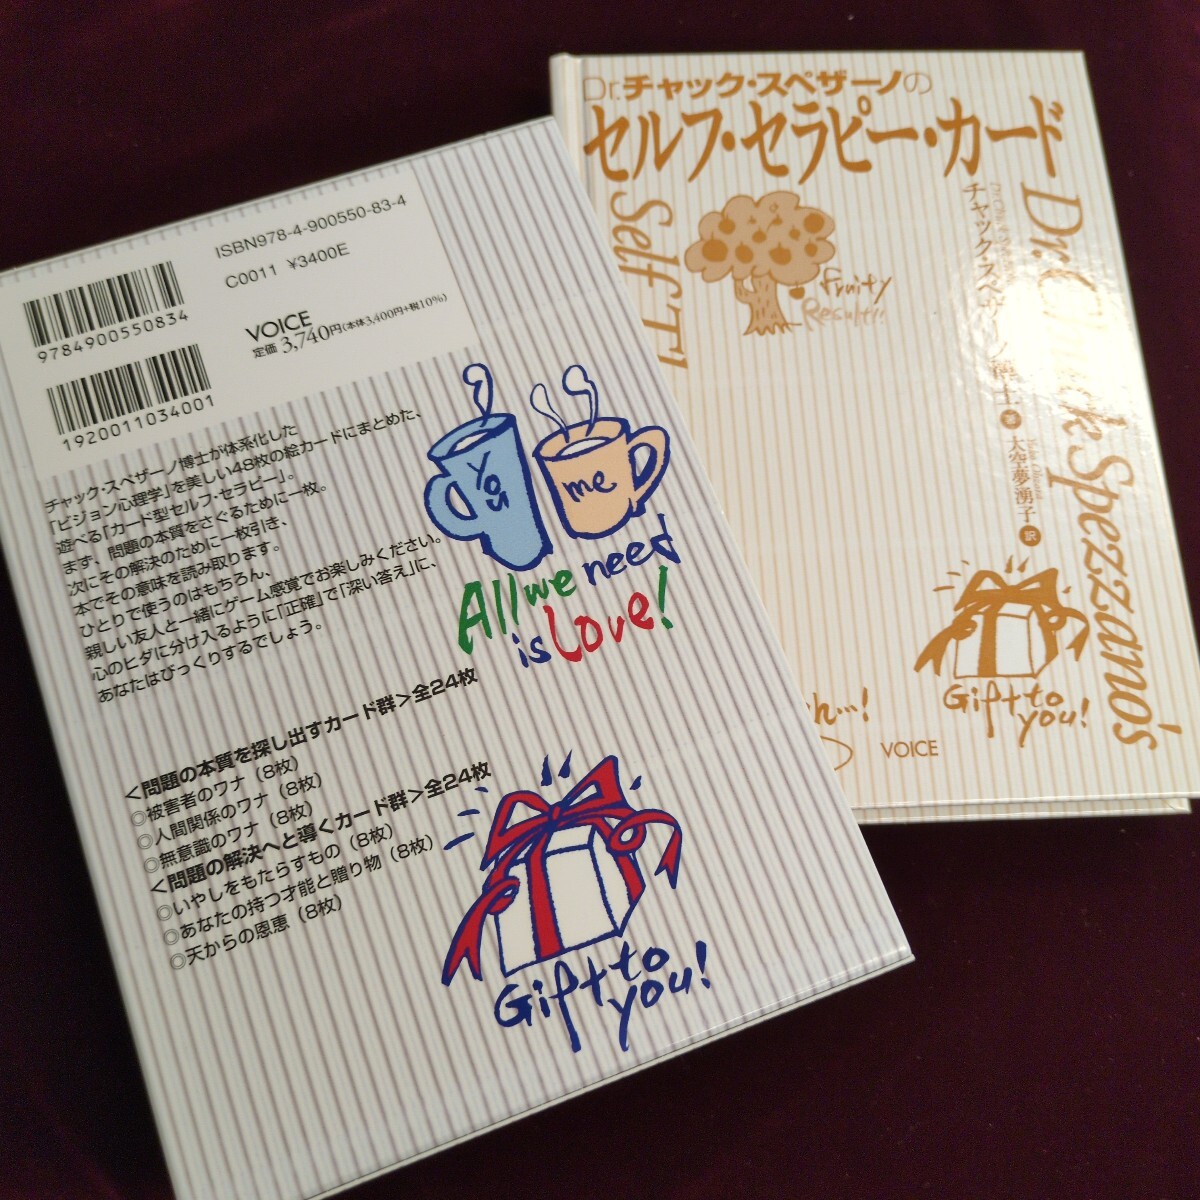 ISBN978-4-900550-83-4
C0011 ¥3400E
9784900550834
VOICE
定価 3,740円(本体3,400円+税10%)
1920011034001
チャック・スペザーノ博士が体系化した
「ビジョン心理学」を美しい48枚の絵カードにまとめた、
遊べる「カード型セルフ・セラピー」。
まず、問題の本質をさぐるために一枚。
次にその解決のために一枚引き、
本でその意味を読み取ります。
ひとりで使うのはもちろん、
親しい友人と一緒にゲーム感覚でお楽しみください。
心のヒダに分け入るように「正確」で「深い答え」に、
あなたはびっくりするでしょう。
you
me
All we need
is Love!
<問題の本質を探し出すカード群>全24枚
◎被害者のワナ(8枚)
◎人間関係のワナ(8枚)
◎無意識のワナ(8枚)
<問題の解決へと導くカード群>全24枚
◎いやしをもたらすもの(8枚)
◎あなたの持つ才能と贈り物(8枚)
◎天からの恩恵(8枚)
Gift to
you!
Dr.チャック・スペザーノの
セルフ・セラピー・カード
Self
Dr. Chuck Spezzano's
fruity
Result!!
チャック・スペザーノ博士 著
大空夢湧子 訳
Gift to
you!
VOICE